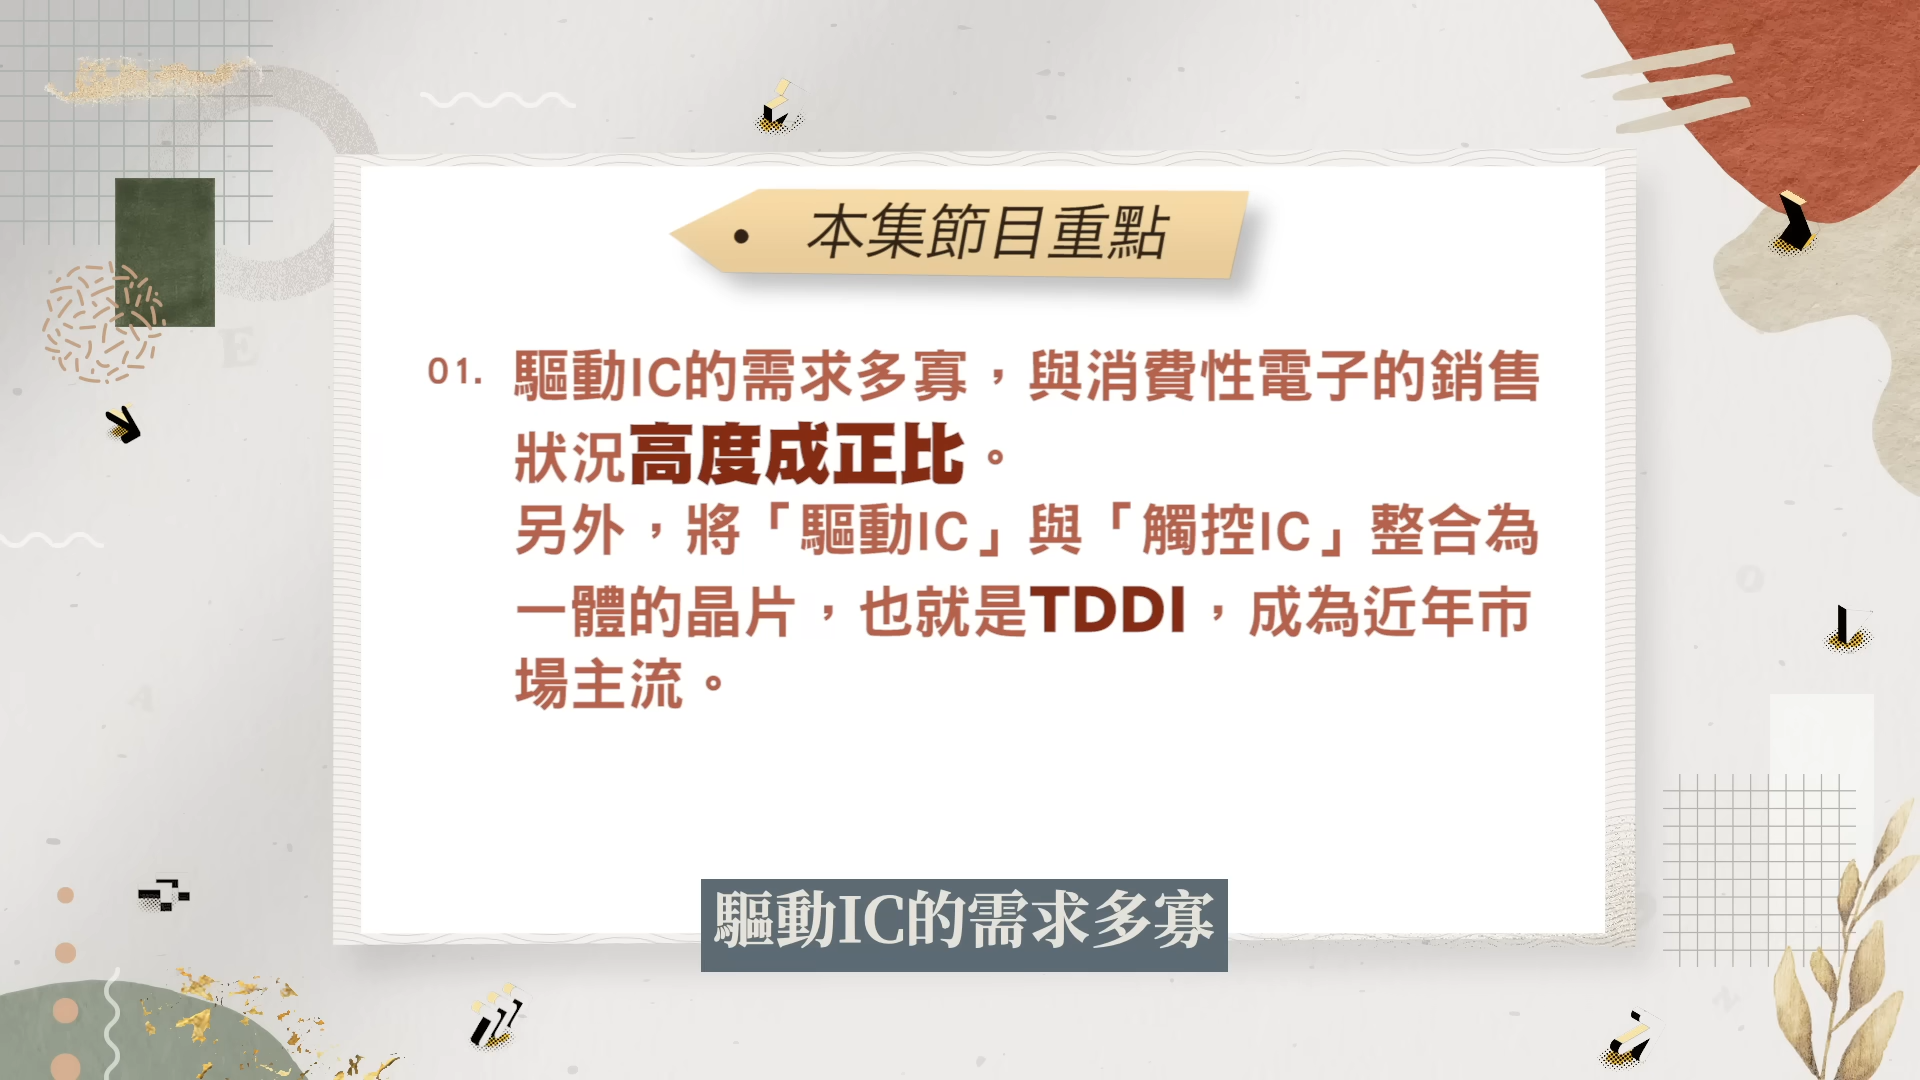 本集節目重點
01. 驅動IC的需求多寡，與消費性電子的銷售
狀況高度成正比。
另外，將「驅動IC」與「觸控IC」整合為
一體的晶片，也就是TDDI，成為近年市
場主流。
驅動IC的需求多寡